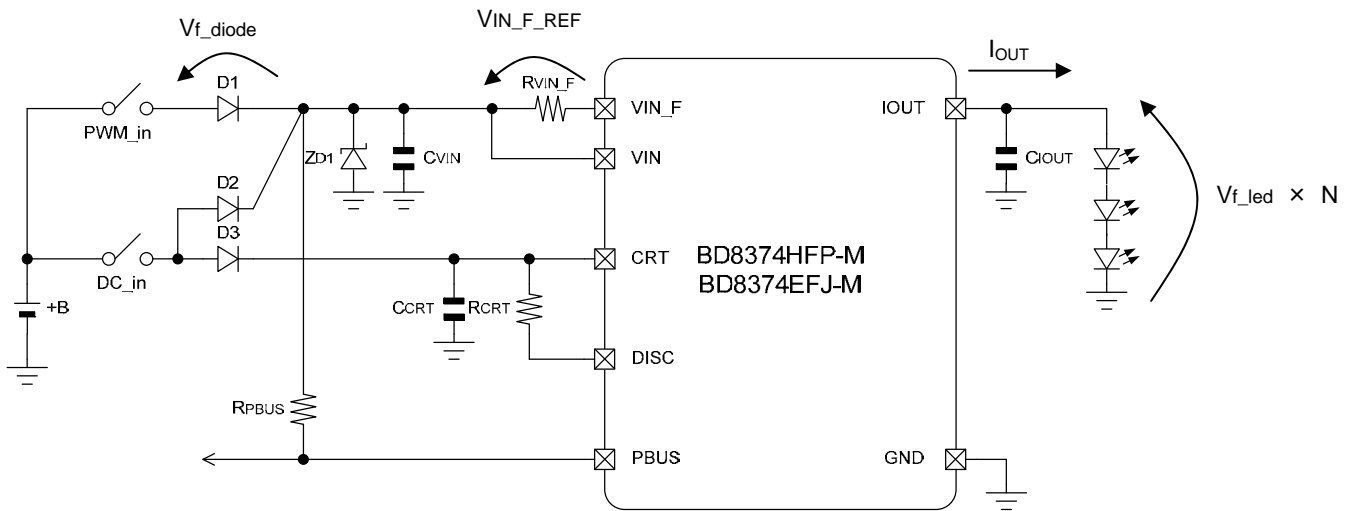 Vf_diode
VIN_F_REF
IOUT
D1
RVIN_F
PWM_in
VIN_F
IOUT
ZD1
CVIN
VIN
CIOUT
D2
Vf_led × N
D3
DC_in
CRT
BD8374HFP-M
BD8374EFJ-M
+B
CCRT
RCRT
DISC
RPBUS
PBUS
GND